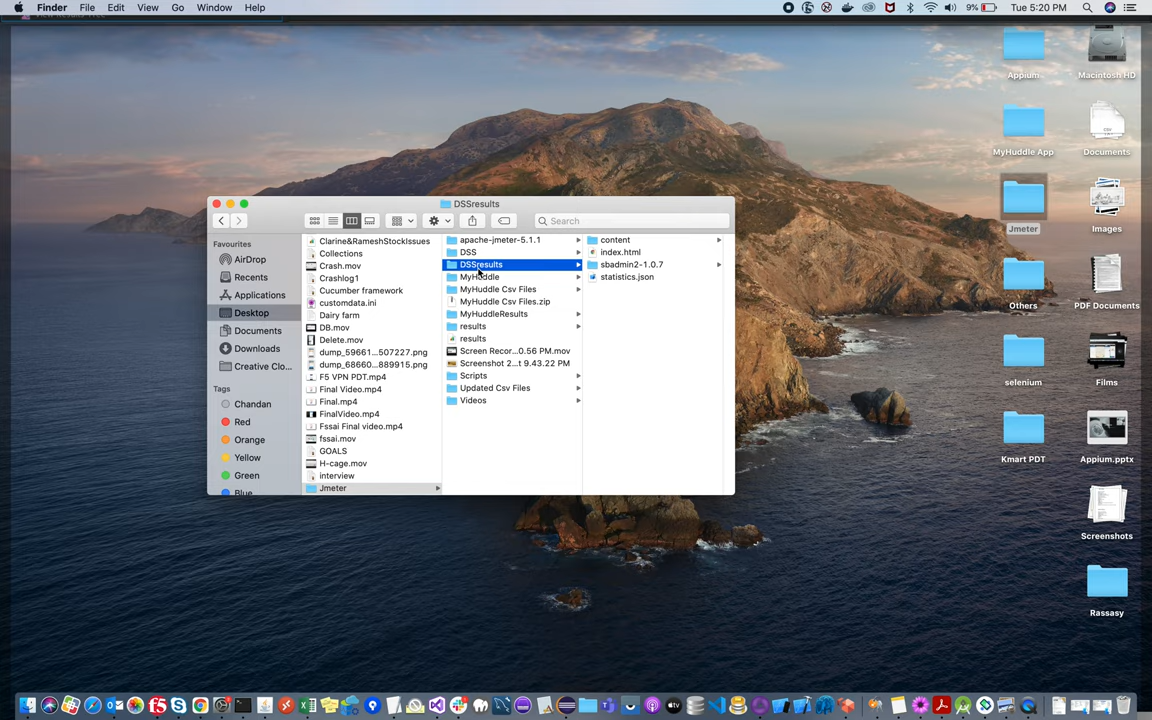 Finder File Edit View Go Window Help
9% Tue 5:20 PM
View Results Tree
DSSresults
Search
Favourites
AirDrop
Recents
Applications
Desktop
Documents
Downloads
Creative Clo...
Tags
Chandan
Red
Orange
Yellow
Green
Blue
Clarine&RameshStockIssues
Collections
Crash.mov
Crashlog1
Cucumber framework
customdata.ini
Dairy farm
DB.mov
Delete.mov
dump_59661...507227.png
dump_68660...889915.png
F5 VPN PDT.mp4
Final Video.mp4
Final.mp4
FinalVideo.mp4
Fssai Final video.mp4
fssai.mov
GOALS
H-cage.mov
interview
Jmeter
apache-jmeter-5.1.1
DSS
DSSresults
MyHuddle
MyHuddle Csv Files
MyHuddle Csv Files.zip
MyHuddleResults
results
results
Screen Recor...0.56 PM.mov
Screenshot 2...t 9.43.22 PM
Scripts
Updated Csv Files
Videos
content
index.html
sbadmin2-1.0.7
statistics.json
Appium
MyHuddle App
Jmeter
Others
selenium
Kmart PDT
Macintosh HD
CSV
Documents
Images
PDF Documents
Films
Appium.pptx
Screenshots
Rassasy